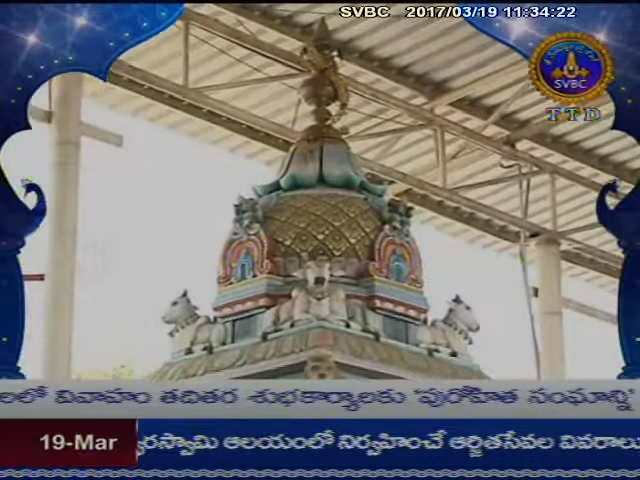 SVBC 2017/03/19 11:34:22
SVBC
TTD
లో వివాహం తదితర శుభకార్యాలకు 'పురోహిత సంఘాన్ని'
19-Mar
రస్వామి ఆలయంలో నిర్వహించే ఆర్జితసేవల వివరాలు